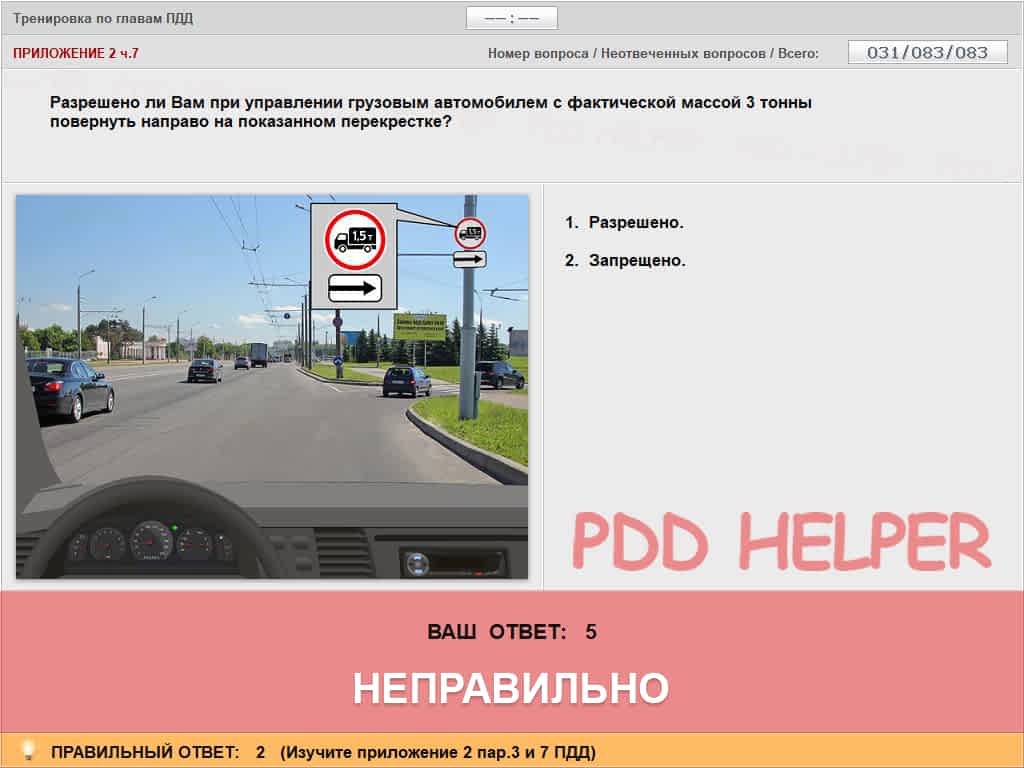 Тренировка по главам ПДД
——:——
ПРИЛОЖЕНИЕ 2 ч.7
Номер вопроса / Неотвеченных вопросов / Всего: 031/083/083
Разрешено ли Вам при управлении грузовым автомобилем с фактической массой 3 тонны
повернуть направо на показанном перекрестке?
1,5т
1. Разрешено.
2. Запрещено.
PDD HELPER
ВАШ ОТВЕТ: 5
НЕПРАВИЛЬНО
ПРАВИЛЬНЫЙ ОТВЕТ: 2 (Изучите приложение 2 пар.3 и 7 ПДД)